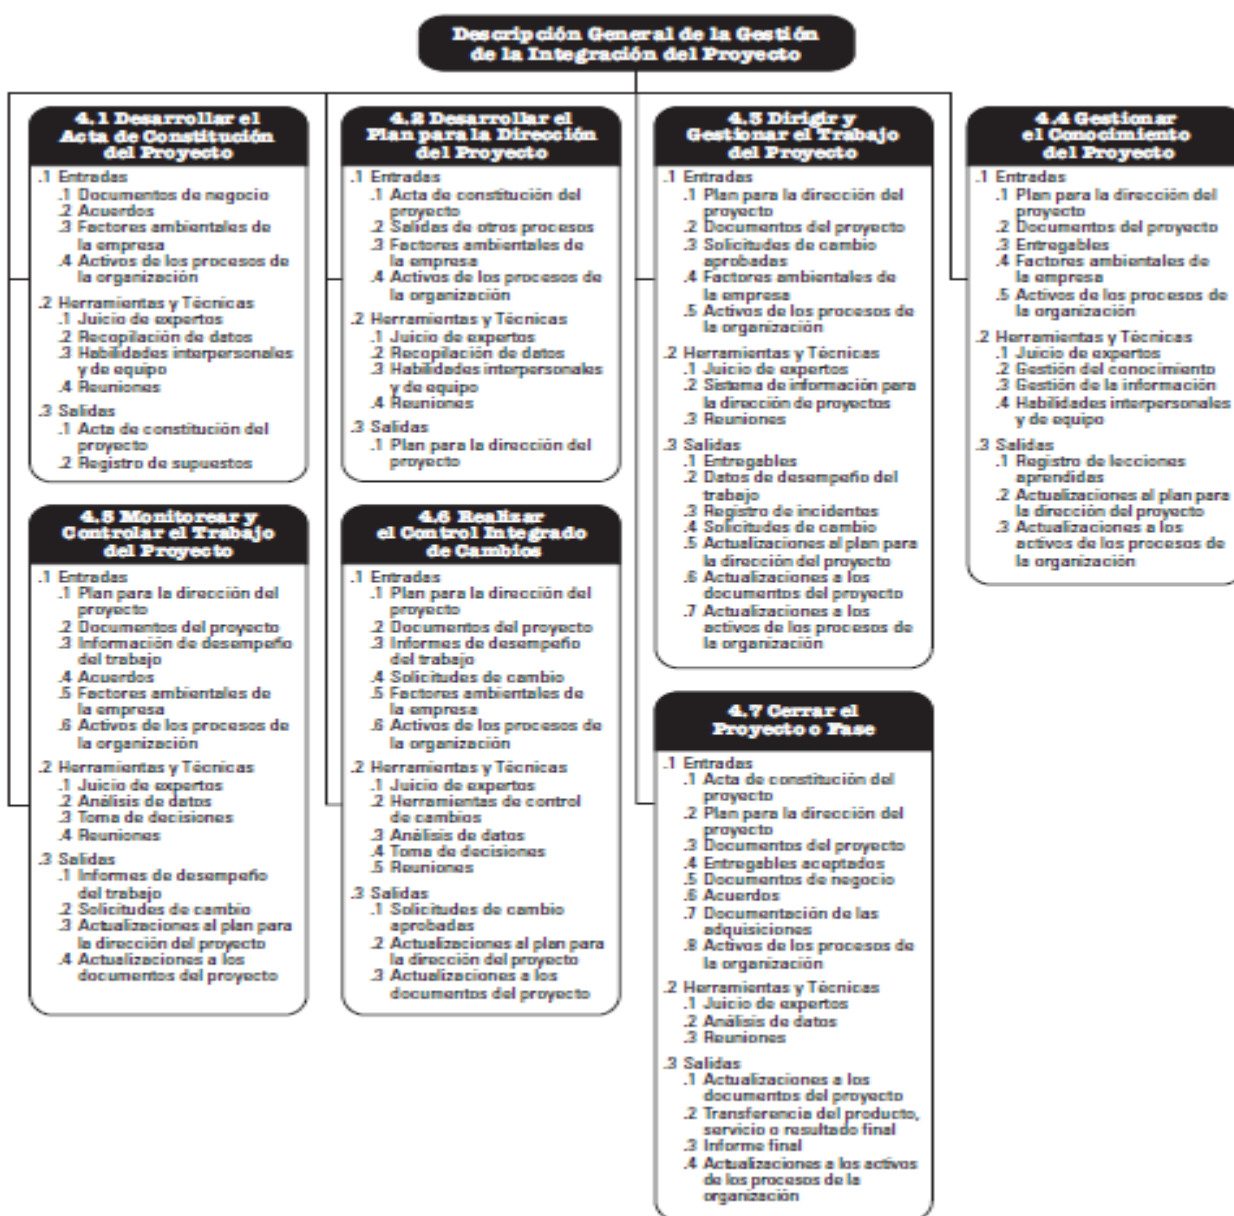 Descripción General de la Gestión
de la Integración del Proyecto
4.1 Desarrollar el
Acta de Constitución
del Proyecto
.1 Entradas
.1 Documentos de negocio
.2 Acuerdos
.3 Factores ambientales de
la empresa
.4 Activos de los procesos de
la organización
.2 Herramientas y Técnicas
.1 Juicio de expertos
.2 Recopilación de datos
.3 Habilidades interpersonales
y de equipo
.4 Reuniones
.3 Salidas
.1 Acta de constitución del
proyecto
.2 Registro de supuestos
4.2 Desarrollar el
Plan para la Dirección
del Proyecto
.1 Entradas
.1 Acta de constitución del
proyecto
.2 Salidas de otros procesos
.3 Factores ambientales de
la empresa
.4 Activos de los procesos de
la organización
.2 Herramientas y Técnicas
.1 Juicio de expertos
.2 Recopilación de datos
.3 Habilidades interpersonales
y de equipo
.4 Reuniones
.3 Salidas
.1 Plan para la dirección del
proyecto
4.3 Dirigir y
Gestionar el Trabajo
del Proyecto
.1 Entradas
.1 Plan para la dirección del
proyecto
.2 Documentos del proyecto
.3 Solicitudes de cambio
aprobadas
.4 Factores ambientales de
la empresa
.5 Activos de los procesos de
la organización
.2 Herramientas y Técnicas
.1 Juicio de expertos
.2 Sistema de información para
la dirección de proyectos
.3 Reuniones
.3 Salidas
.1 Entregables
.2 Datos de desempeño del
trabajo
.3 Registro de incidentes
.4 Solicitudes de cambio
.5 Actualizaciones al plan para
la dirección del proyecto
.6 Actualizaciones a los
documentos del proyecto
.7 Actualizaciones a los
activos de los procesos de
la organización
4.4 Gestionar
el Conocimiento
del Proyecto
.1 Entradas
.1 Plan para la dirección del
proyecto
.2 Documentos del proyecto
.3 Entregables
.4 Factores ambientales de
la empresa
.5 Activos de los procesos de
la organización
.2 Herramientas y Técnicas
.1 Juicio de expertos
.2 Gestión del conocimiento
.3 Gestión de la información
.4 Habilidades interpersonales
y de equipo
.3 Salidas
.1 Registro de lecciones
aprendidas
.2 Actualizaciones al plan para
la dirección del proyecto
.3 Actualizaciones a los
activos de los procesos de
la organización
4.5 Monitorear y
Controlar el Trabajo
del Proyecto
.1 Entradas
.1 Plan para la dirección del
proyecto
.2 Documentos del proyecto
.3 Información de desempeño
del trabajo
.4 Acuerdos
.5 Factores ambientales de
la empresa
.6 Activos de los procesos de
la organización
.2 Herramientas y Técnicas
.1 Juicio de expertos
.2 Análisis de datos
.3 Toma de decisiones
.4 Reuniones
.3 Salidas
.1 Informes de desempeño
del trabajo
.2 Solicitudes de cambio
.3 Actualizaciones al plan para
la dirección del proyecto
.4 Actualizaciones a los
documentos del proyecto
4.6 Realizar
el Control Integrado
de Cambios
.1 Entradas
.1 Plan para la dirección del
proyecto
.2 Documentos del proyecto
.3 Informes de desempeño
del trabajo
.4 Solicitudes de cambio
.5 Factores ambientales de
la empresa
.6 Activos de los procesos de
la organización
.2 Herramientas y Técnicas
.1 Juicio de expertos
.2 Herramientas de control
de cambios
.3 Análisis de datos
.4 Toma de decisiones
.5 Reuniones
.3 Salidas
.1 Solicitudes de cambio
aprobadas
.2 Actualizaciones al plan para
la dirección del proyecto
.3 Actualizaciones a los
documentos del proyecto
4.7 Cerrar el
Proyecto o Fase
.1 Entradas
.1 Acta de constitución del
proyecto
.2 Plan para la dirección del
proyecto
.3 Documentos del proyecto
.4 Entregables aceptados
.5 Documentos de negocio
.6 Acuerdos
.7 Documentación de las
adquisiciones
.8 Activos de los procesos de
la organización
.2 Herramientas y Técnicas
.1 Juicio de expertos
.2 Análisis de datos
.3 Reuniones
.3 Salidas
.1 Actualizaciones a los
documentos del proyecto
.2 Transferencia del producto,
servicio o resultado final
.3 Informe final
.4 Actualizaciones a los activos
de los procesos de la
organización